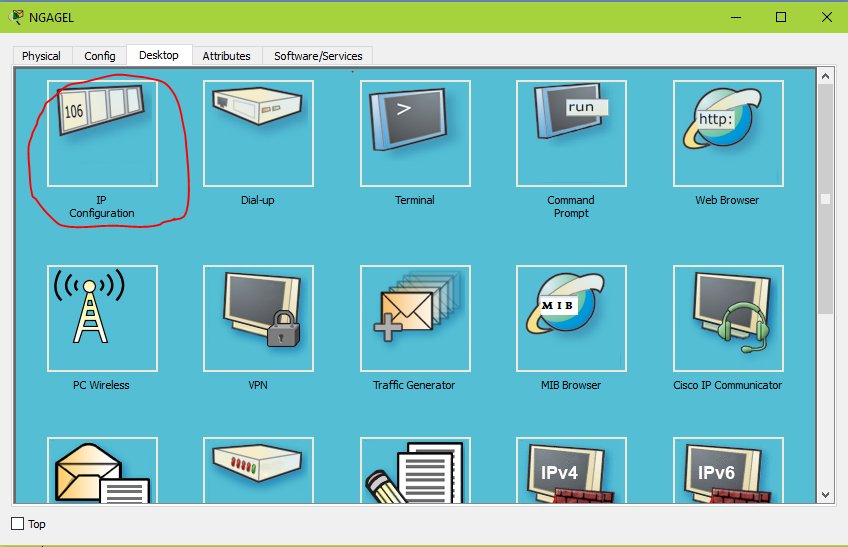 NGAGEL
Physical Config Desktop Attributes Software/Services
106
>
run
http:
IP
Configuration
Dial-up
Terminal
Command
Prompt
Web Browser
MIB
PC Wireless
VPN
Traffic Generator
MIB Browser
Cisco IP Communicator
IPv4
IPv6
Top